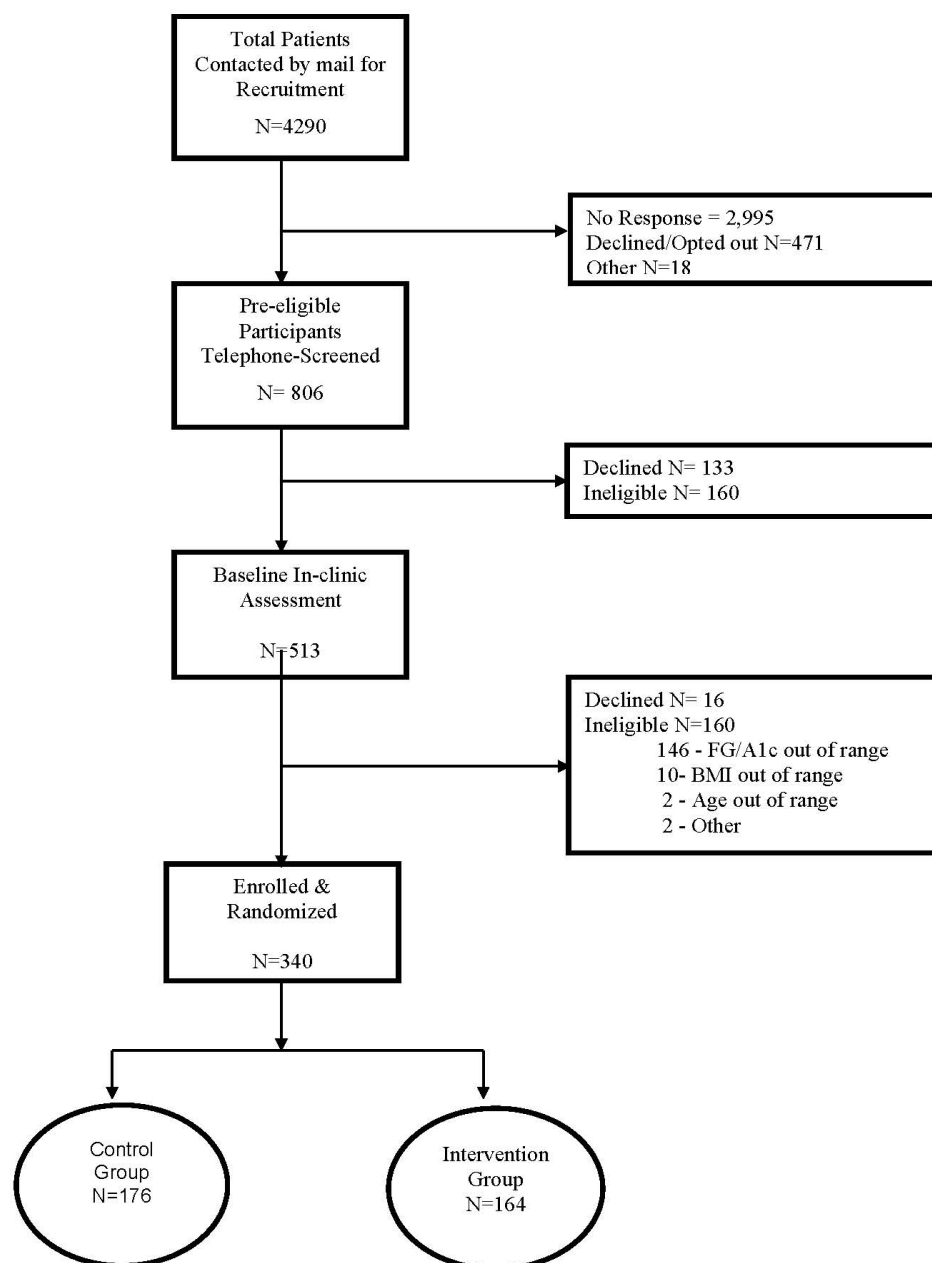 Total Patients
Contacted by mail for
Recruitment
N=4290
No Response = 2,995
Declined/Opted out N=471
Other N=18
Pre-eligible
Participants
Telephone-Screened
N= 806
Declined N= 133
Ineligible N= 160
Baseline In-clinic
Assessment
N=513
Declined N= 16
Ineligible N=160
146 - FG/A1c out of range
10- BMI out of range
2 - Age out of range
2 - Other
Enrolled &
Randomized
N=340
Control
Group
N=176
Intervention
Group
N=164